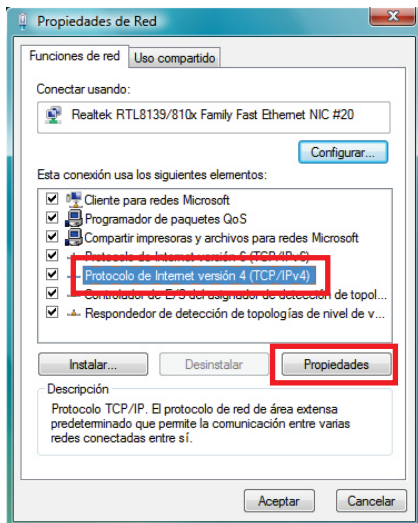 Propiedades de Red
Funciones de red
Uso compartido
Conectar usando:
Realtek RTL8139/810x Family Fast Ethernet NIC #20
Configurar...
Esta conexión usa los siguientes elementos:
Cliente para redes Microsoft
Programador de paquetes QoS
Compartir impresoras y archivos para redes Microsoft
Protocolo de Internet versión 6 (TCP/IPv6)
Protocolo de Internet versión 4 (TCP/IPv4)
Controlador de E/S del asignador de detección de topol...
Respondedor de detección de topologías de nivel de v...
Instalar...
Desinstalar
Propiedades
Descripción
Protocolo TCP/IP. El protocolo de red de área extensa
predeterminado que permite la comunicación entre varias
redes conectadas entre sí.
Aceptar
Cancelar